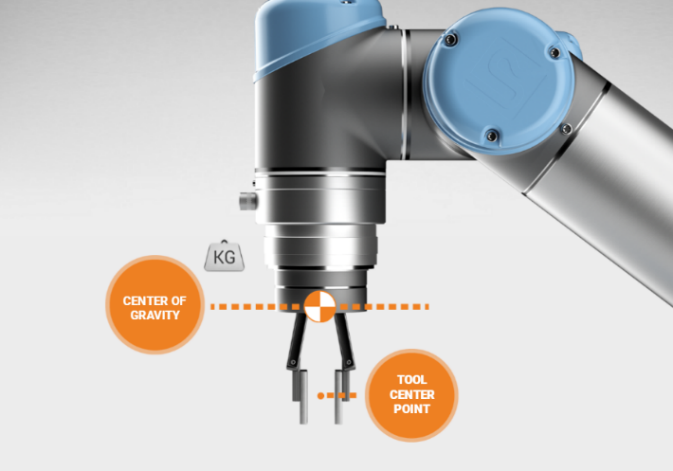 KG
CENTER OF
GRAVITY
TOOL
CENTER
POINT